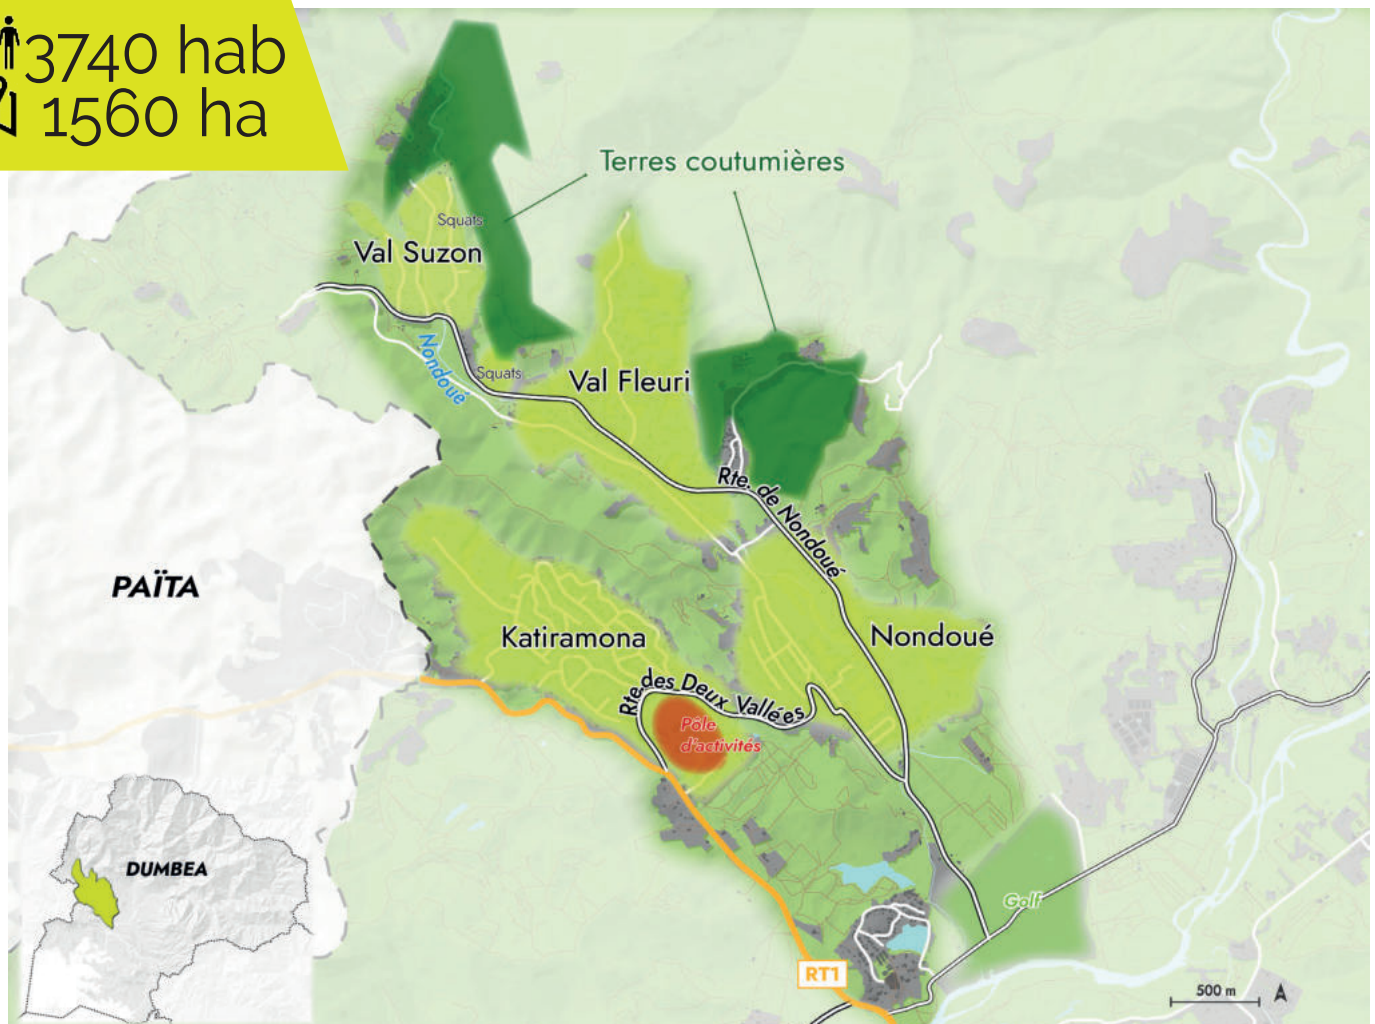 3740 hab
1560 ha
Terres coutumières
Squats
Val Suzon
Nondoué
Squats
Val Fleuri
Rte. de Nondoué
PAÏTA
Katiramona
Nondoué
Rte. des Deux Vallées
Pôle
d'activités
DUMBEA
Golf
RT1
500 m